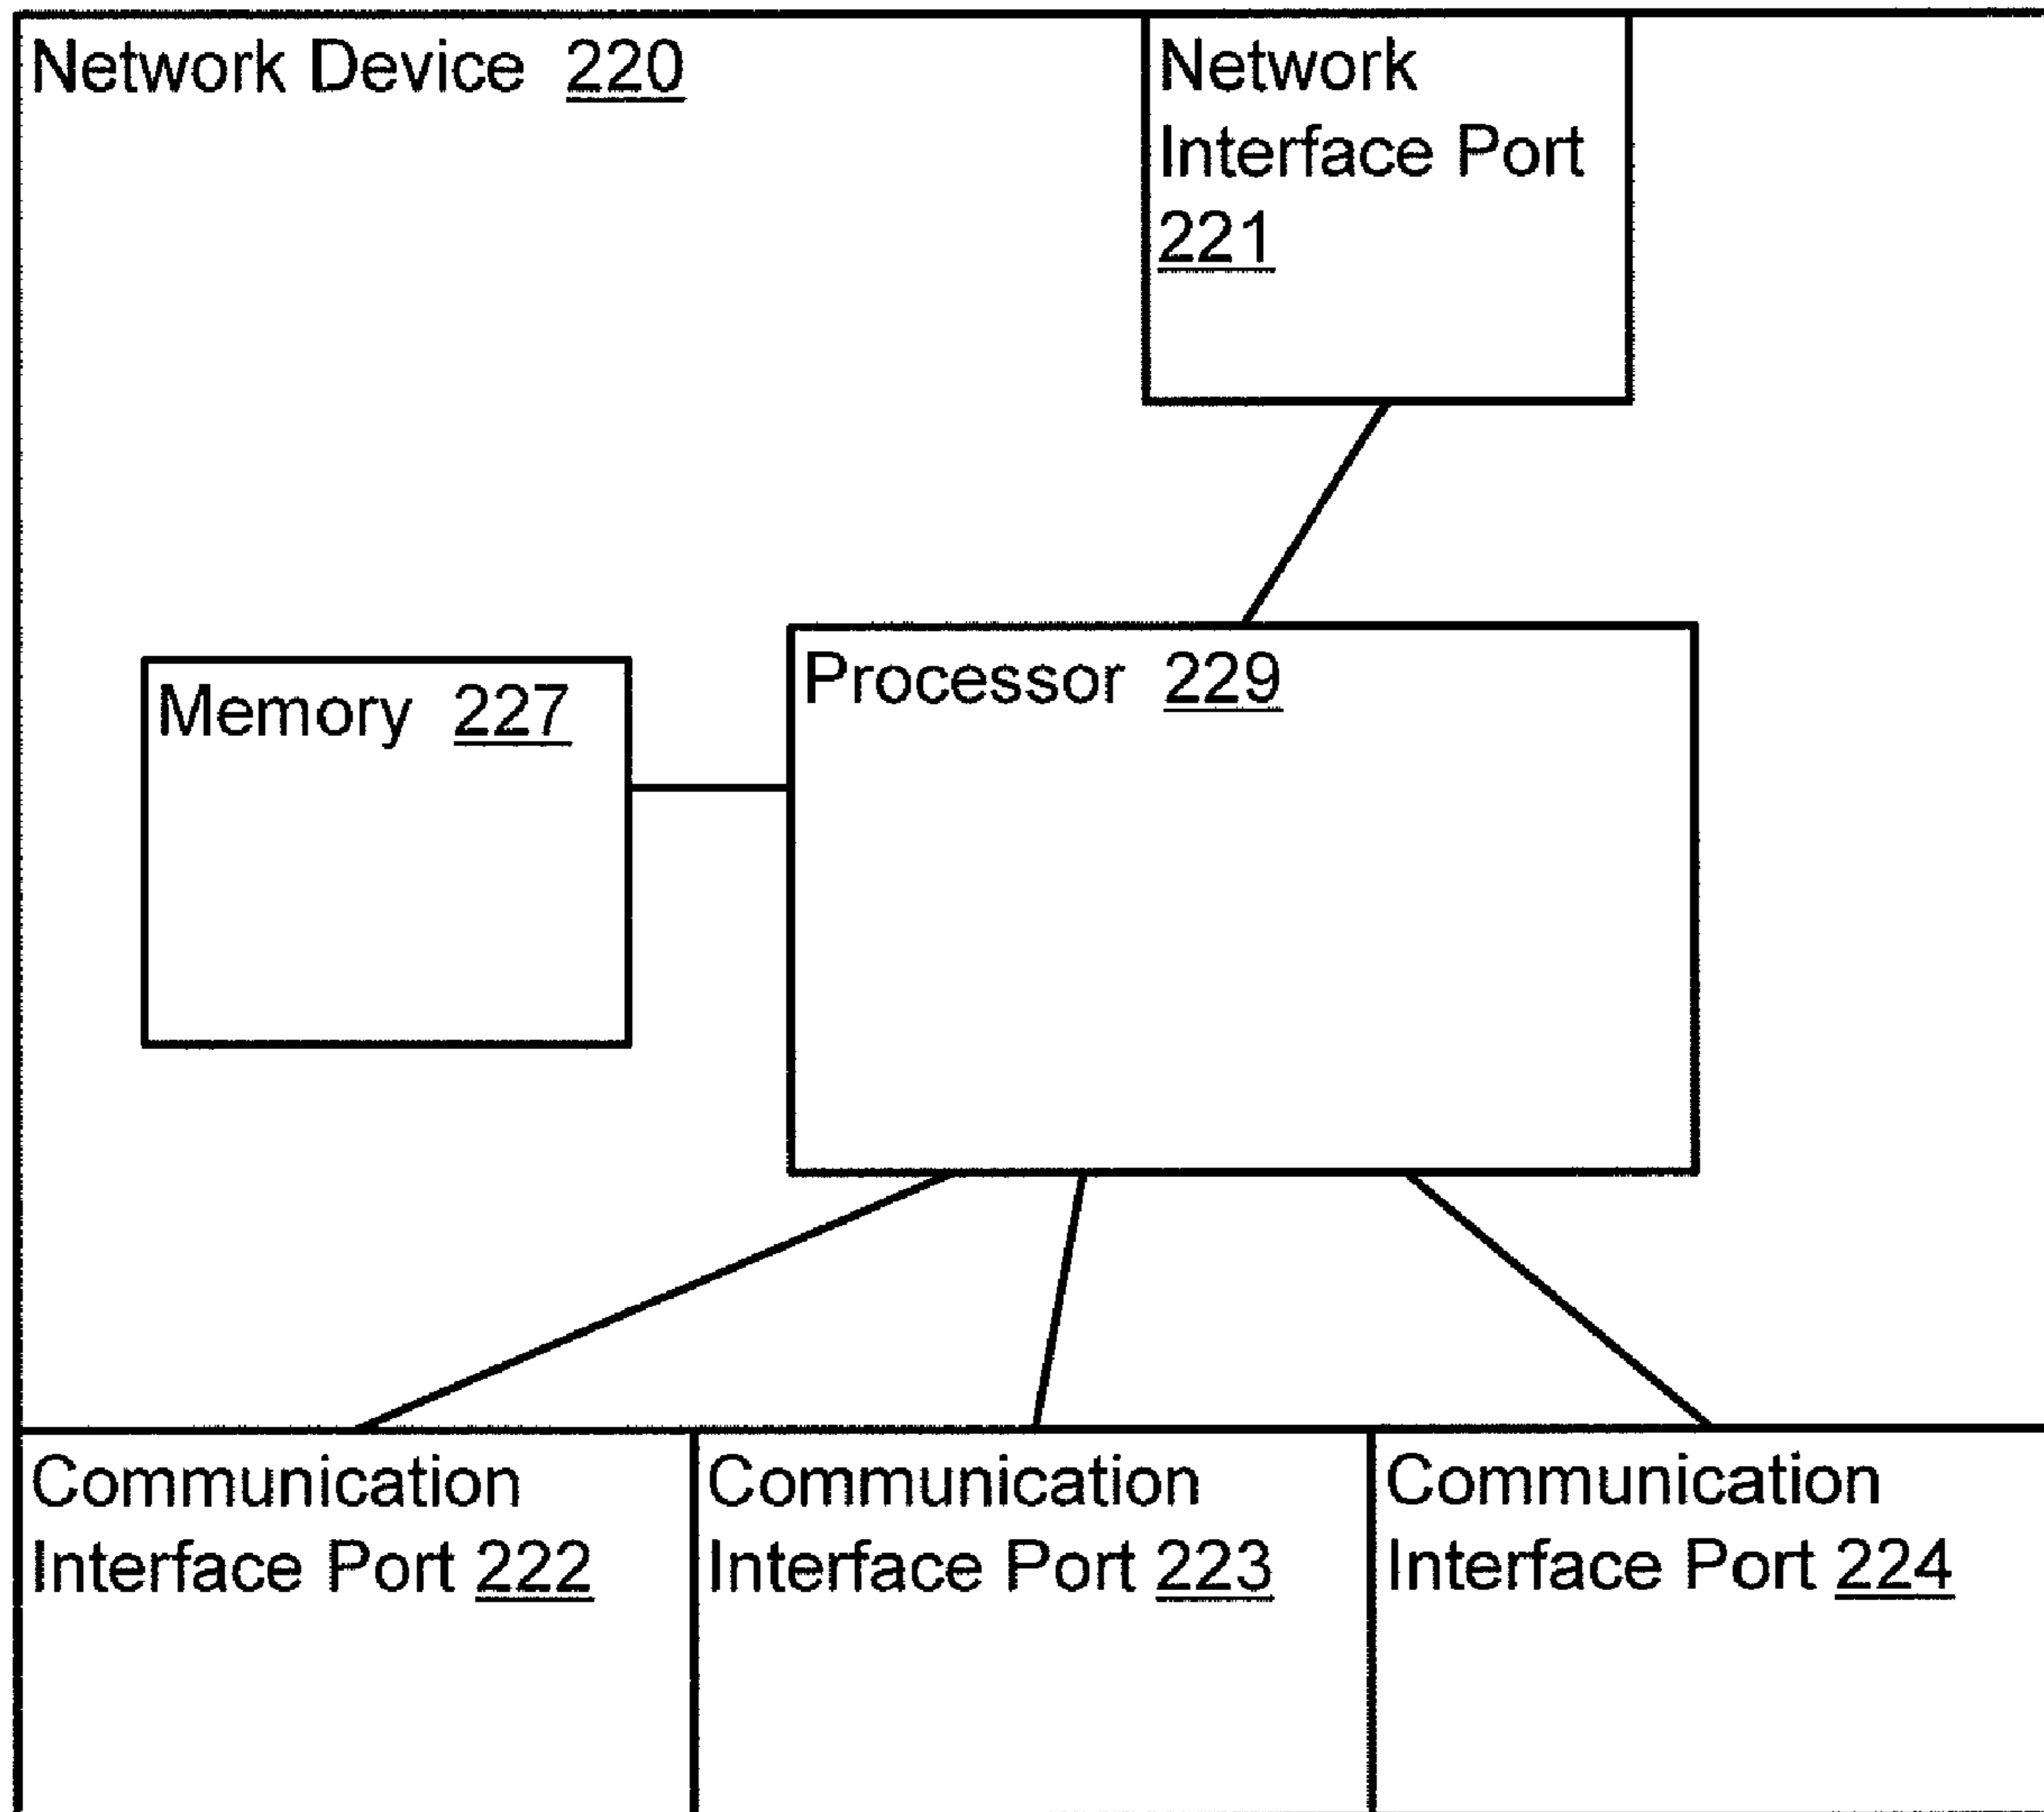 Network Device 220
Network
Interface Port
221
Memory 227
Processor 229
Communication
Interface Port 222
Communication
Interface Port 223
Communication
Interface Port 224